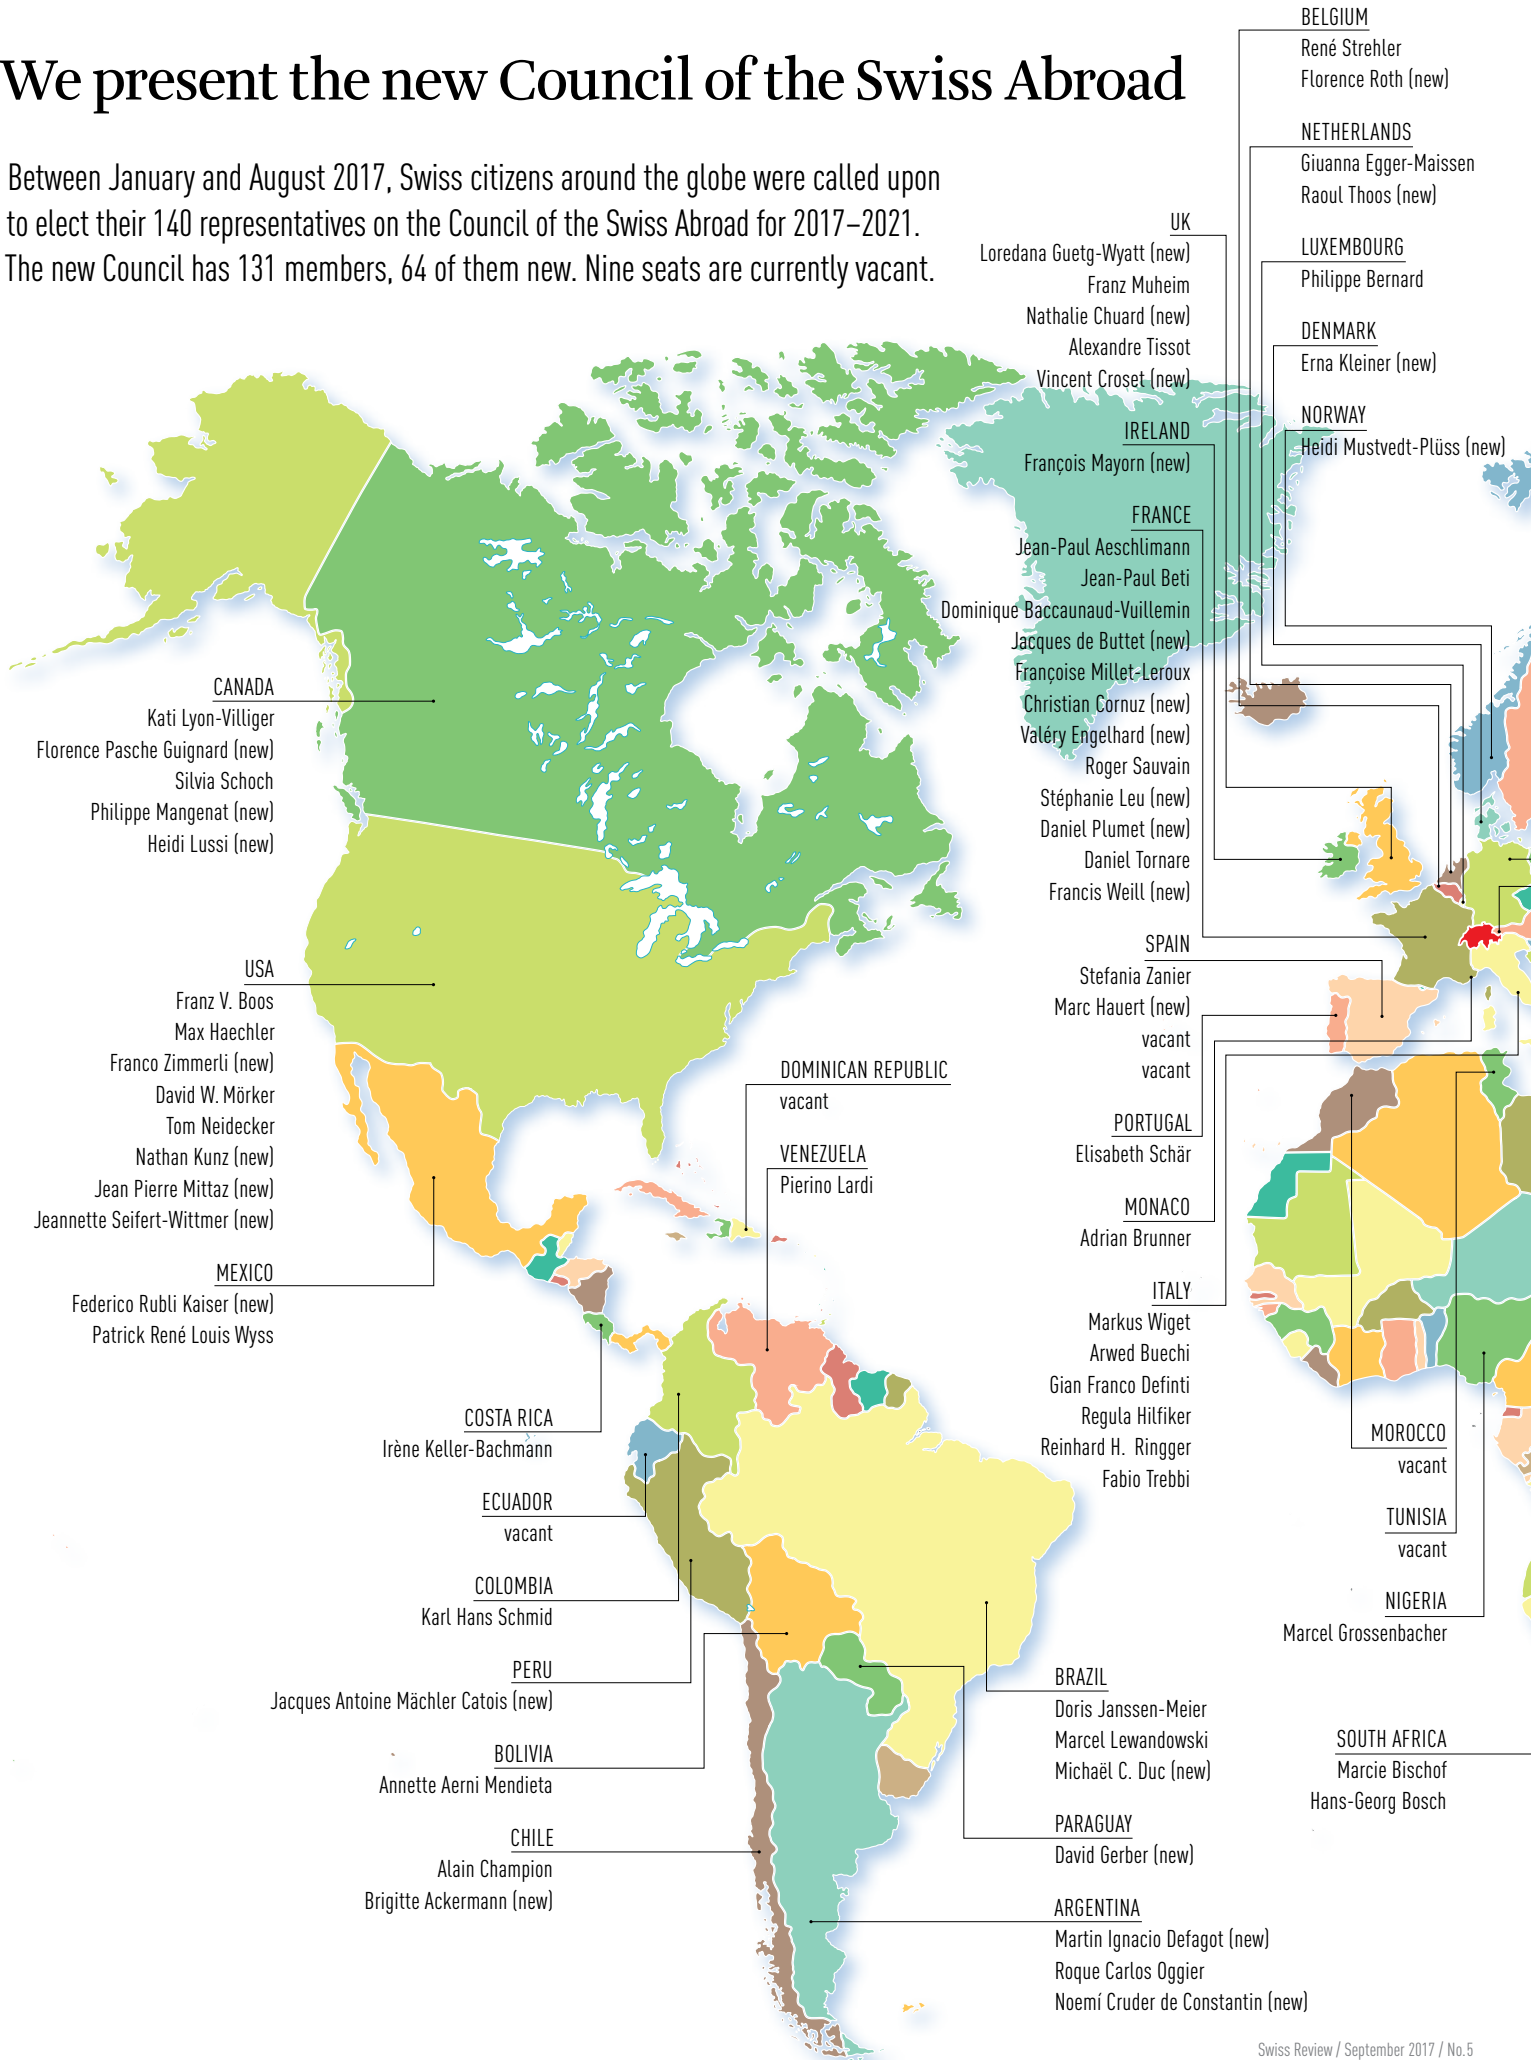 We present the new Council of the Swiss Abroad
Between January and August 2017, Swiss citizens around the globe were called upon
to elect their 140 representatives on the Council of the Swiss Abroad for 2017–2021.
The new Council has 131 members, 64 of them new. Nine seats are currently vacant.
CANADA
Kati Lyon-Villiger
Florence Pasche Guignard (new)
Silvia Schoch
Philippe Mangenat (new)
Heidi Lussi (new)
USA
Franz V. Boos
Max Haechler
Franco Zimmerli (new)
David W. Mörker
Tom Neidecker
Nathan Kunz (new)
Jean Pierre Mittaz (new)
Jeannette Seifert-Wittmer (new)
MEXICO
Federico Rubli Kaiser (new)
Patrick René Louis Wyss
COSTA RICA
Irène Keller-Bachmann
ECUADOR
vacant
COLOMBIA
Karl Hans Schmid
PERU
Jacques Antoine Mächler Catois (new)
BOLIVIA
Annette Aerni Mendieta
CHILE
Alain Champion
Brigitte Ackermann (new)
DOMINICAN REPUBLIC
vacant
VENEZUELA
Pierino Lardi
BRAZIL
Doris Janssen-Meier
Marcel Lewandowski
Michaël C. Duc (new)
PARAGUAY
David Gerber (new)
ARGENTINA
Martin Ignacio Defagot (new)
Roque Carlos Oggier
Noemí Cruder de Constantin (new)
UK
Loredana Guetg-Wyatt (new)
Franz Muheim
Nathalie Chuard (new)
Alexandre Tissot
Vincent Croset (new)
IRELAND
François Mayorn (new)
FRANCE
Jean-Paul Aeschlimann
Jean-Paul Beti
Dominique Baccaunaud-Vuillemin
Jacques de Buttet (new)
Françoise Millet-Leroux
Christian Cornuz (new)
Valéry Engelhard (new)
Roger Sauvain
Stéphanie Leu (new)
Daniel Plumet (new)
Daniel Tornare
Francis Weill (new)
SPAIN
Stefania Zanier
Marc Hauert (new)
vacant
vacant
PORTUGAL
Elisabeth Schär
MONACO
Adrian Brunner
ITALY
Markus Wiget
Arwed Buechi
Gian Franco Definti
Regula Hilfiker
Reinhard H. Ringger
Fabio Trebbi
BELGIUM
René Strehler
Florence Roth (new)
NETHERLANDS
Giuanna Egger-Maissen
Raoul Thoos (new)
LUXEMBOURG
Philippe Bernard
DENMARK
Erna Kleiner (new)
NORWAY
Heidi Mustvedt-Plüss (new)
MOROCCO
vacant
TUNISIA
vacant
NIGERIA
Marcel Grossenbacher
SOUTH AFRICA
Marcie Bischof
Hans-Georg Bosch
Swiss Review / September 2017 / No.5